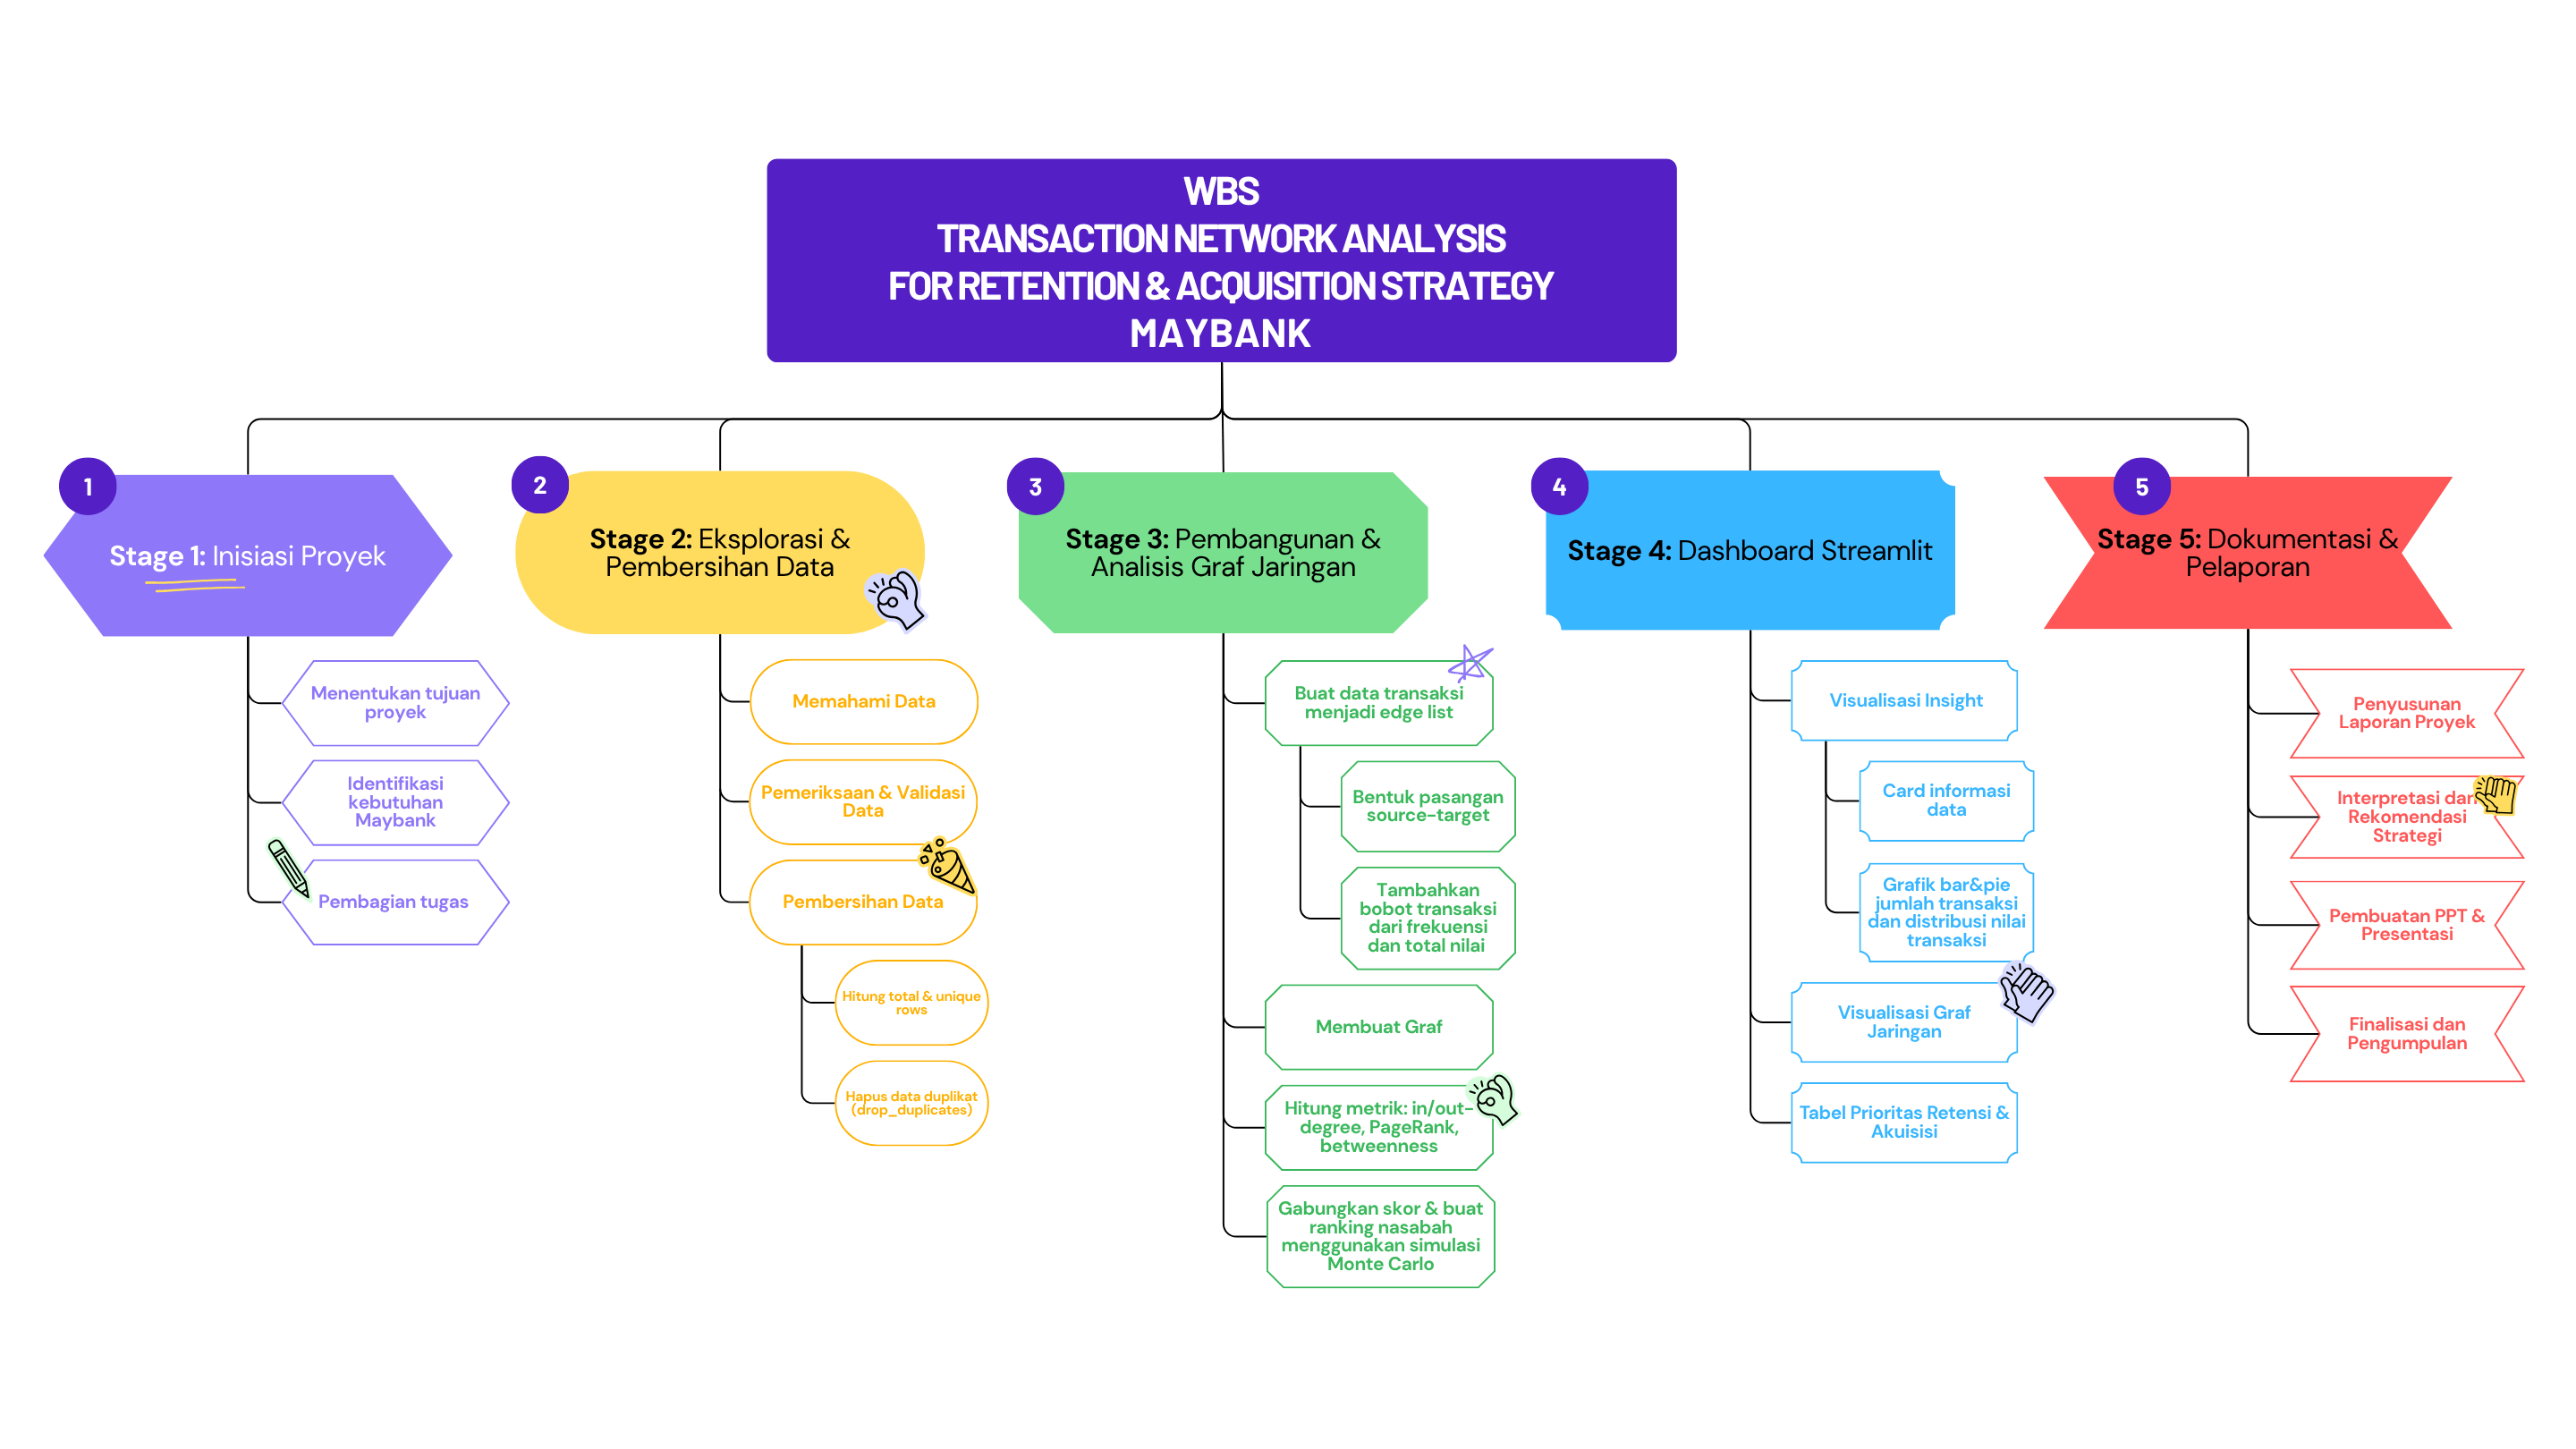 WBS
TRANSACTION NETWORK ANALYSIS
FOR RETENTION & ACQUISITION STRATEGY
MAYBANK
1
Stage 1: Inisiasi Proyek
Menentukan tujuan
proyek
Identifikasi
kebutuhan
Maybank
Pembagian tugas
2
Stage 2: Eksplorasi &
Pembersihan Data
Memahami Data
Pemeriksaan & Validasi
Data
Pembersihan Data
Hitung total & unique
rows
Hapus data duplikat
(drop_duplicates)
3
Stage 3: Pembangunan &
Analisis Graf Jaringan
Buat data transaksi
menjadi edge list
Bentuk pasangan
source-target
Tambahkan
bobot transaksi
dari frekuensi
dan total nilai
Membuat Graf
Hitung metrik: in/out-
degree, PageRank,
betweenness
Gabungkan skor & buat
ranking nasabah
menggunakan simulasi
Monte Carlo
4
Stage 4: Dashboard Streamlit
Visualisasi Insight
Card informasi
data
Grafik bar&pie
jumlah transaksi
dan distribusi nilai
transaksi
Visualisasi Graf
Jaringan
Tabel Prioritas Retensi &
Akuisisi
5
Stage 5: Dokumentasi &
Pelaporan
Penyusunan
Laporan Proyek
Interpretasi dan
Rekomendasi
Strategi
Pembuatan PPT &
Presentasi
Finalisasi dan
Pengumpulan